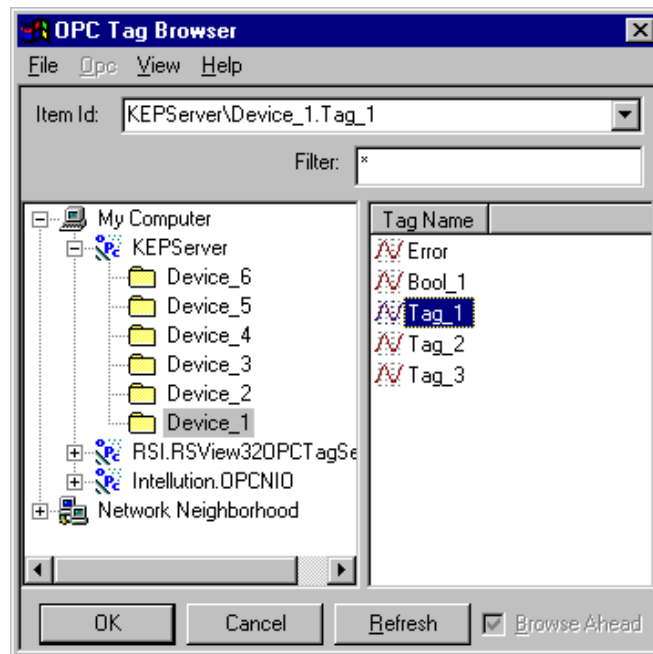 OPC Tag Browser
File Opc View Help
Item Id: KEPServer\Device_1.Tag_1
Filter: *
My Computer
KEPServer
Device_6
Device_5
Device_4
Device_3
Device_2
Device_1
RSI.RSView32OPCTagSe
Intellution.OPCNIO
Network Neighborhood
Tag Name
Error
Bool_1
Tag_1
Tag_2
Tag_3
OK Cancel Refresh Browse Ahead